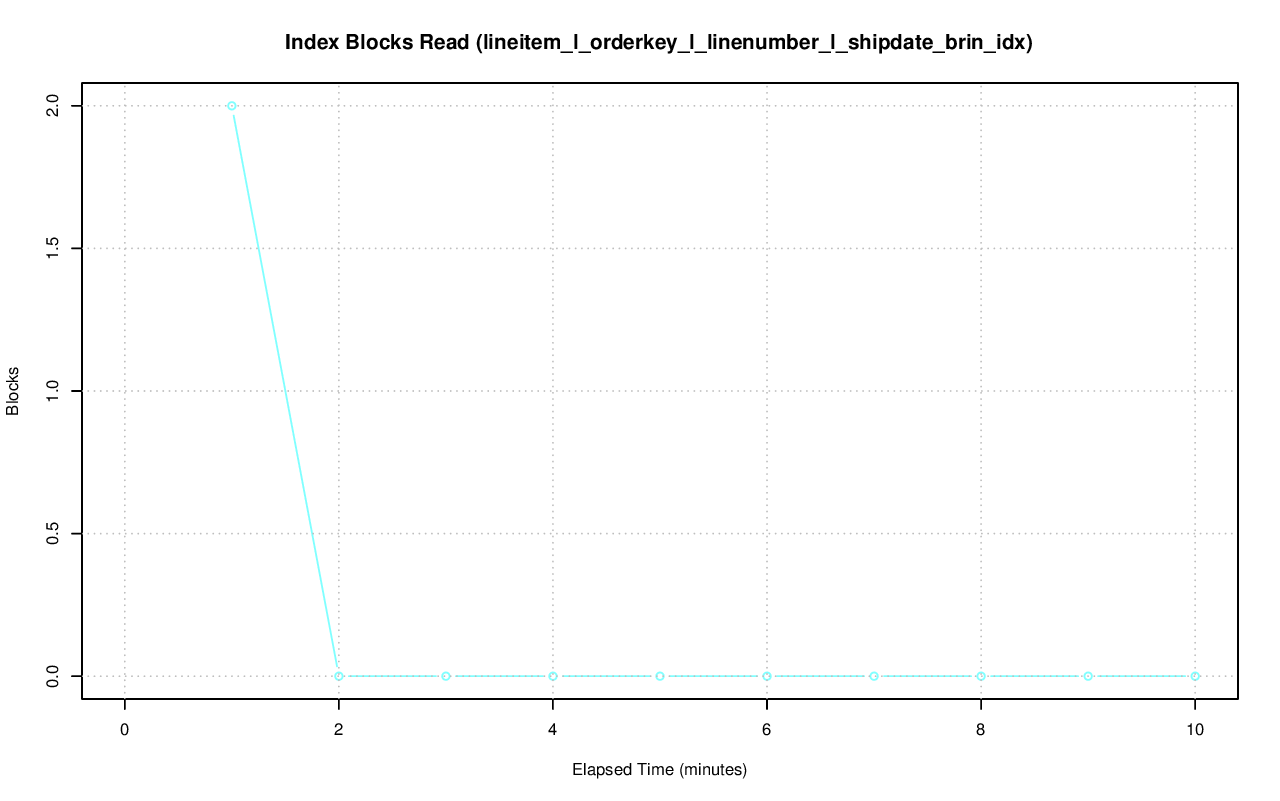 Index Blocks Read (lineitem_l_orderkey_l_linenumber_l_shipdate_brin_idx)
2.0
1.5
1.0
0.5
0.0
Blocks
0 2 4 6 8 10
Elapsed Time (minutes)